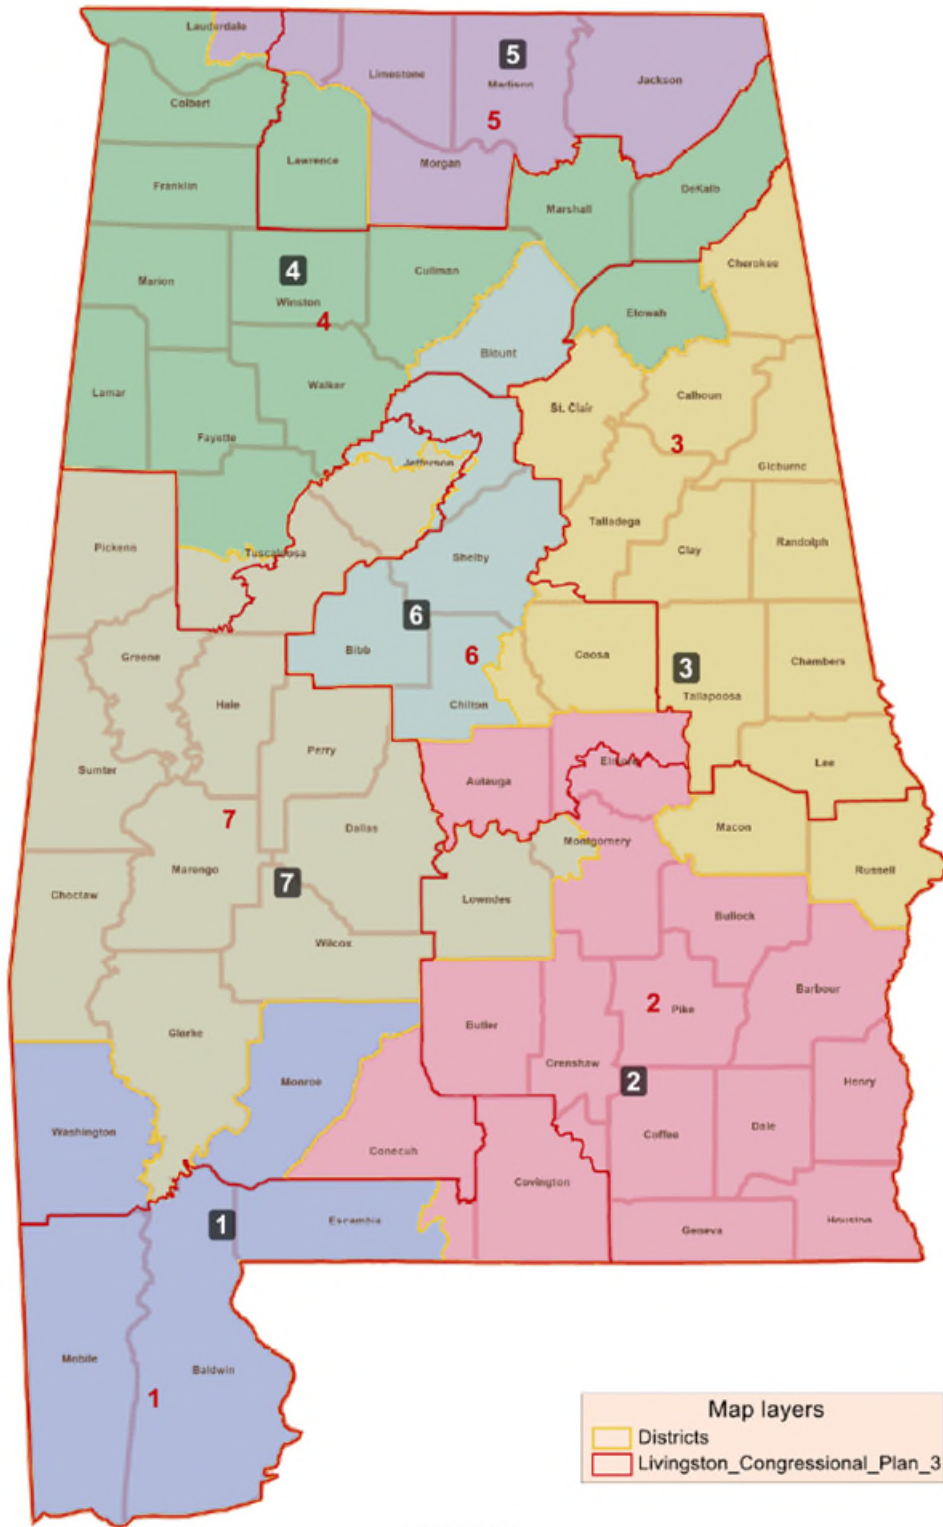 Lauderdale
5
Limestone
Madison
Jackson
5
Colbert
Lawrence
Morgan
Franklin
DeKalb
Marshall
Cherokee
Marion
4
Winston
Cullman
4
Etowah
Blount
Lamar
Walker
Calhoun
St. Clair
Fayette
3
Jefferson
Cleburne
Talladega
Pickens
Tuscaloosa
Shelby
Clay
Randolph
6
Bibb
Greene
6
Coosa
3
Chambers
Tallapoosa
Hale
Chilton
Perry
Elmore
Sumter
Autauga
Lee
7
Dallas
Montgomery
Macon
Marengo
Russell
7
Choctaw
Lowndes
Bullock
Wilcox
Barbour
2
Pike
Clarke
Butler
Crenshaw
Monroe
2
Henry
Washington
Coffee
Dale
Conecuh
Covington
1
Escambia
Geneva
Houston
Mobile
Baldwin
1
Map layers
Districts
Livingston_Congressional_Plan_3